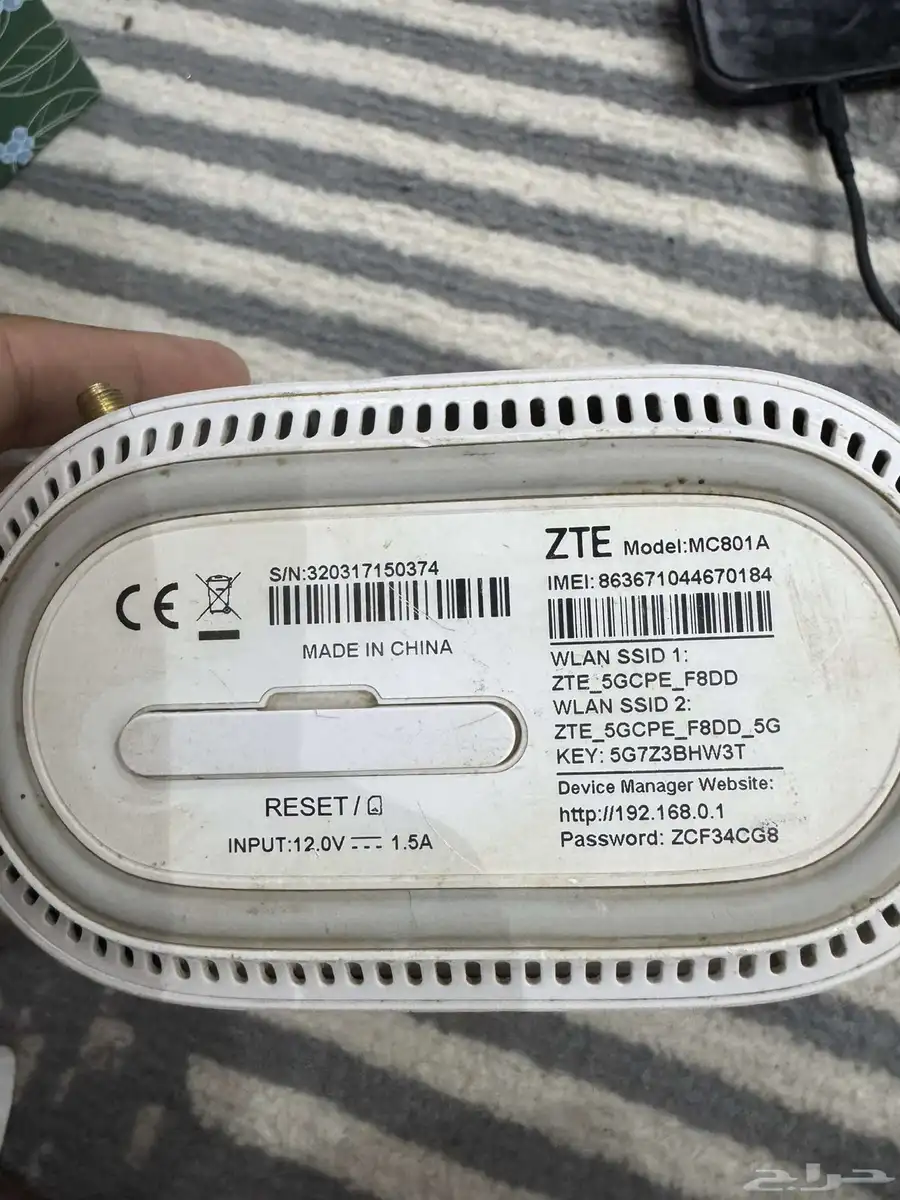 S/N:320317150374
MADE IN CHINA
RESET/
INPUT:12.0V 1.5A
ZTE Model:MC801A
IMEI:863671044670184
WLAN SSID 1:
ZTE_5GCPE_F8DD
WLAN SSID 2:
ZTE_5GCPE_F8DD_5G
KEY: 5G7Z3BHW3T
Device Manager Website:
http://192.168.0.1
Password: ZCF34CG8
حراج